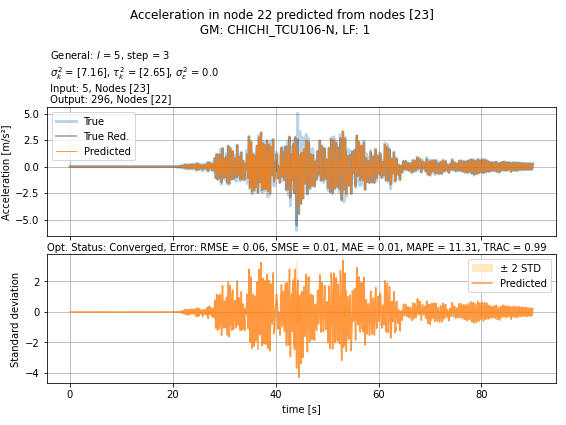 Acceleration in node 22 predicted from nodes [23]
GM: CHICHI_TCU106-N, LF: 1
General: l = 5, step = 3
σ²ₖ = [7.16], τ²ₖ = [2.65], σ²ε = 0.0
Input: 5, Nodes [23]
Output: 296, Nodes [22]
Acceleration [m/s²]
5.0
2.5
0.0
−2.5
−5.0
True
True Red.
Predicted
Opt. Status: Converged, Error: RMSE = 0.06, SMSE = 0.01, MAE = 0.01, MAPE = 11.31, TRAC = 0.99
Standard deviation
2
0
−2
−4
± 2 STD
Predicted
0 20 40 60 80
time [s]